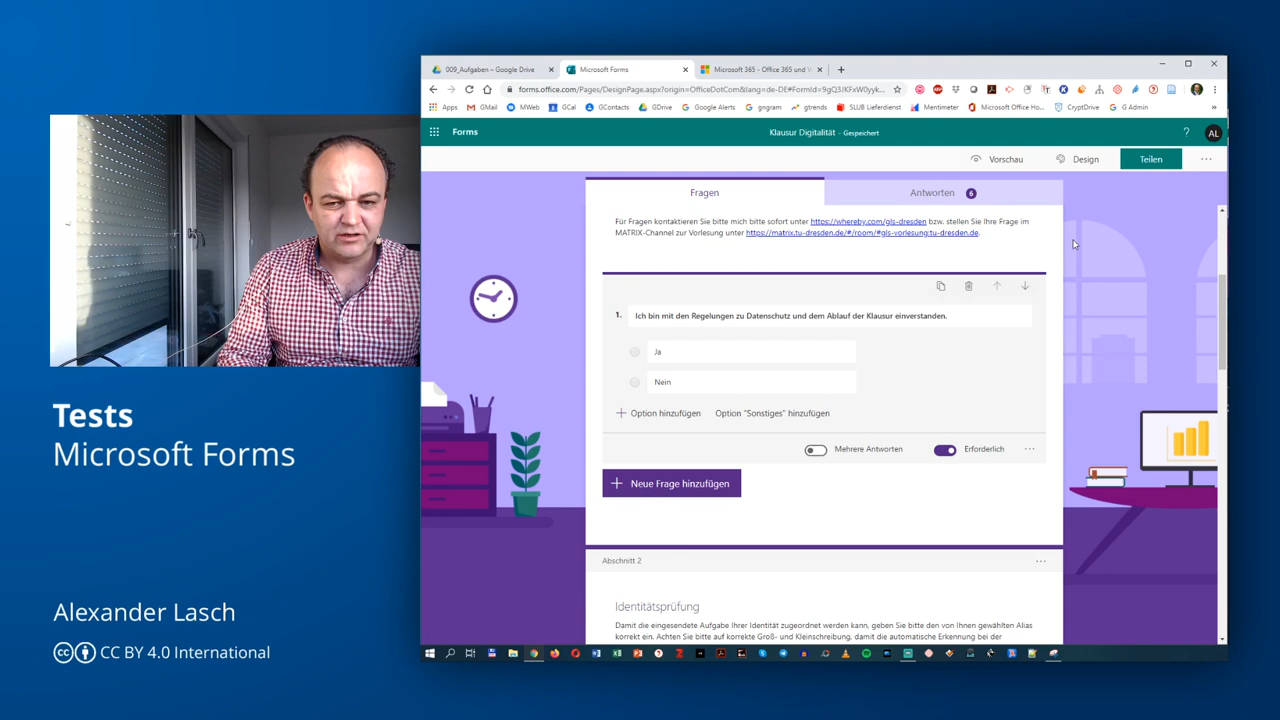 Tests
Microsoft Forms
Alexander Lasch
CC BY 4.0 International
009_Aufgaben – Google Drive
Microsoft Forms
Microsoft 365 - Office 365 und V
forms.office.com/Pages/DesignPage.aspx?origin=OfficeDotCom&lang=de-DE#FormId=9gQ3JKFxW0yyk...
Apps GMail MWeb GCal GContacts GDrive Google Alerts gngram gtrends SLUB Lieferdienst Mentimeter Microsoft Office Ho... CryptDrive G Admin »
Forms
Klausur Digitalität - Gespeichert
? AL
Vorschau Design Teilen ...
Fragen Antworten 6
Für Fragen kontaktieren Sie bitte mich bitte sofort unter https://whereby.com/gls-dresden bzw. stellen Sie Ihre Frage im
MATRIX-Channel zur Vorlesung unter https://matrix.tu-dresden.de/#/room/#gls-vorlesung:tu-dresden.de.
1. Ich bin mit den Regelungen zu Datenschutz und dem Ablauf der Klausur einverstanden.
Ja
Nein
+ Option hinzufügen Option "Sonstiges" hinzufügen
Mehrere Antworten Erforderlich ...
+ Neue Frage hinzufügen
Abschnitt 2 ...
Identitätsprüfung
Damit die eingesendete Aufgabe Ihrer Identität zugeordnet werden kann, geben Sie bitte den von Ihnen gewählten Alias
korrekt ein. Achten Sie bitte auf korrekte Groß- und Kleinschreibung, damit die automatische Erkennung bei der